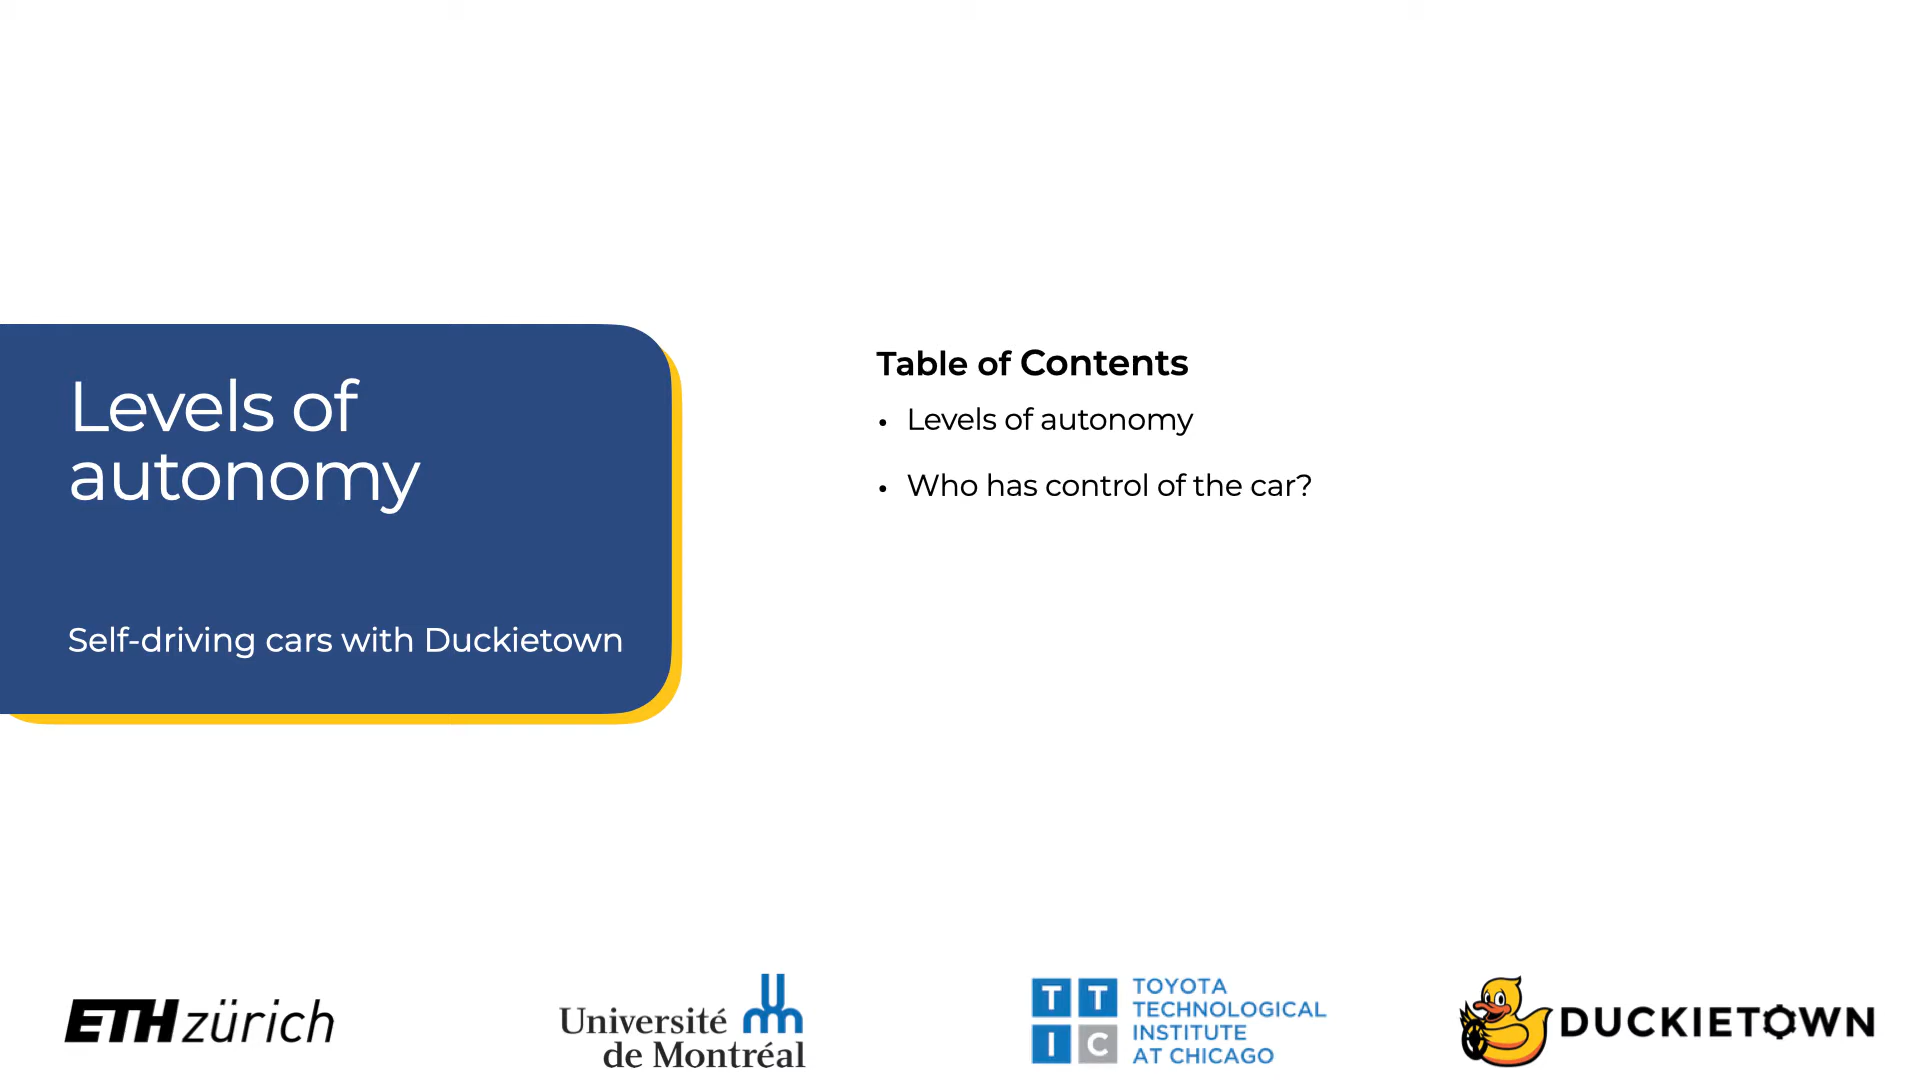 Levels of
autonomy
Self-driving cars with Duckietown
Table of Contents
• Levels of autonomy
• Who has control of the car?
ETH zürich
Université
de Montréal
TTIC
TOYOTA
TECHNOLOGICAL
INSTITUTE
AT CHICAGO
DUCKIETOWN